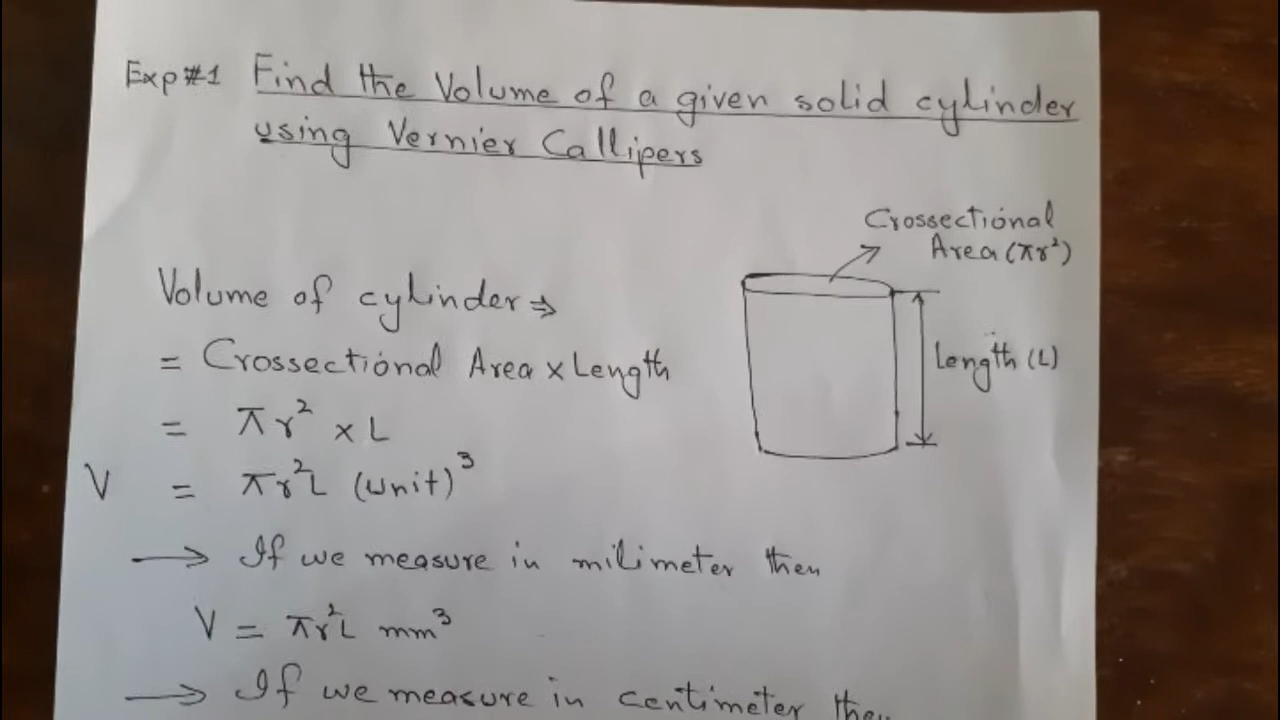 Exp#1 Find the Volume of a given solid cylinder
using Vernier Callipers
Crossectional
Area (πr²)
Volume of cylinder ⇒
= Crossectional Area x Length
Length (L)
= πr² x L
V = πr²L (unit)³
→ If we measure in milimeter then
V = πr²L mm³
→ If we measure in centimeter then